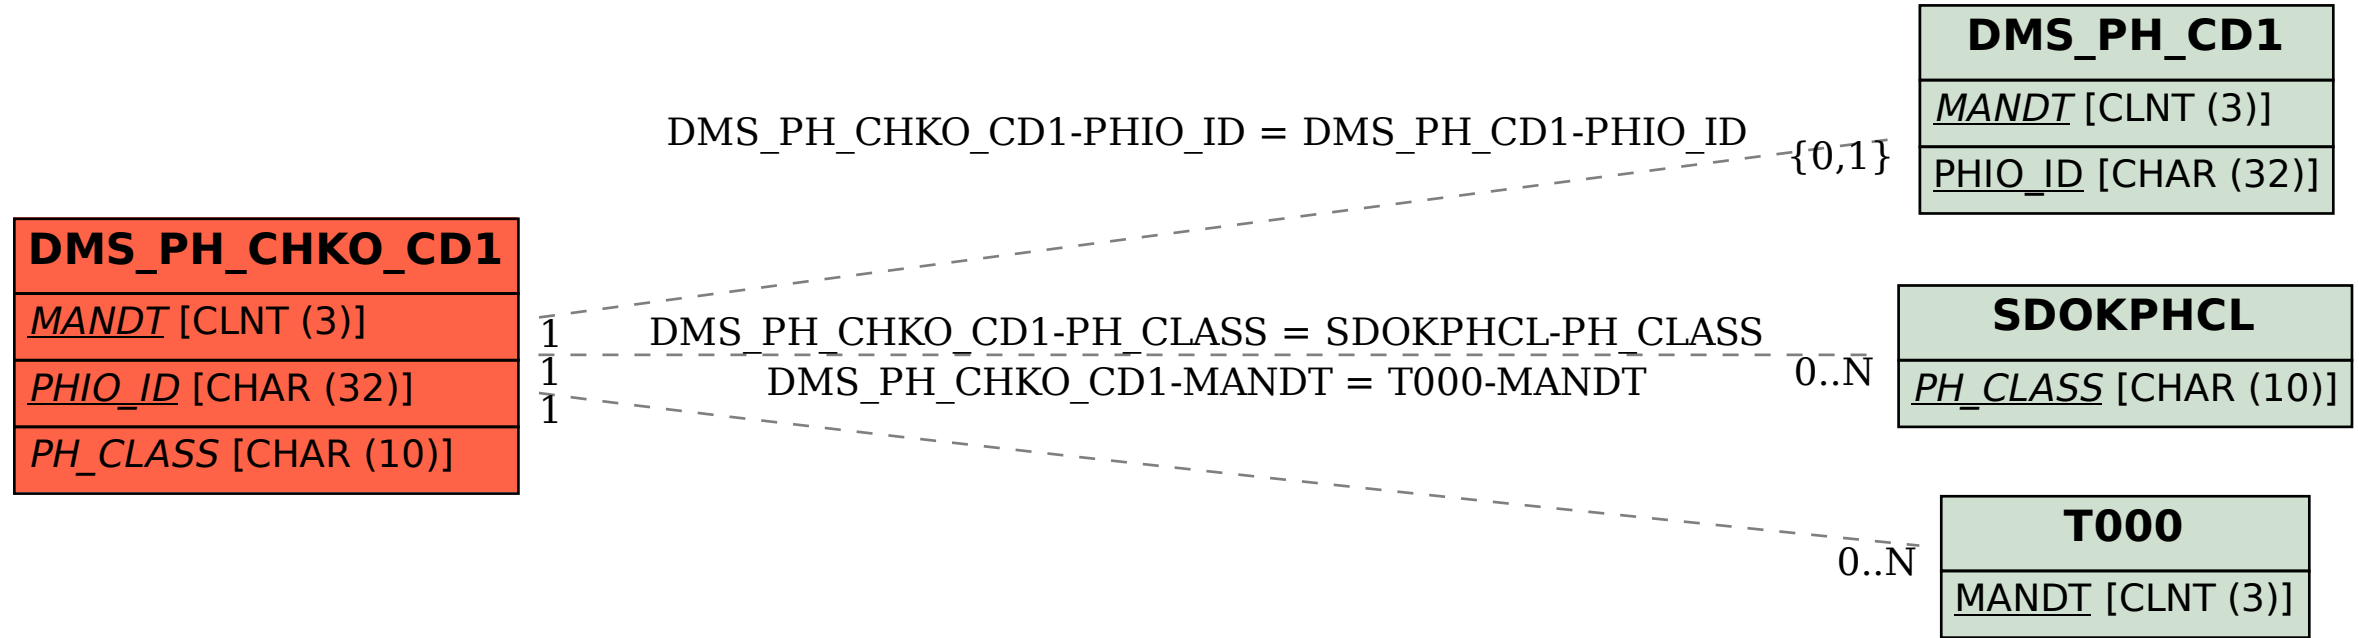 DMS_PH_CHKO_CD1
MANDT [CLNT (3)]
PHIO_ID [CHAR (32)]
PH_CLASS [CHAR (10)]
DMS_PH_CHKO_CD1-PHIO_ID = DMS_PH_CD1-PHIO_ID
{0,1}
1
DMS_PH_CHKO_CD1-PH_CLASS = SDOKPHCL-PH_CLASS
1
0..N
DMS_PH_CHKO_CD1-MANDT = T000-MANDT
1
0..N
DMS_PH_CD1
MANDT [CLNT (3)]
PHIO_ID [CHAR (32)]
SDOKPHCL
PH_CLASS [CHAR (10)]
T000
MANDT [CLNT (3)]